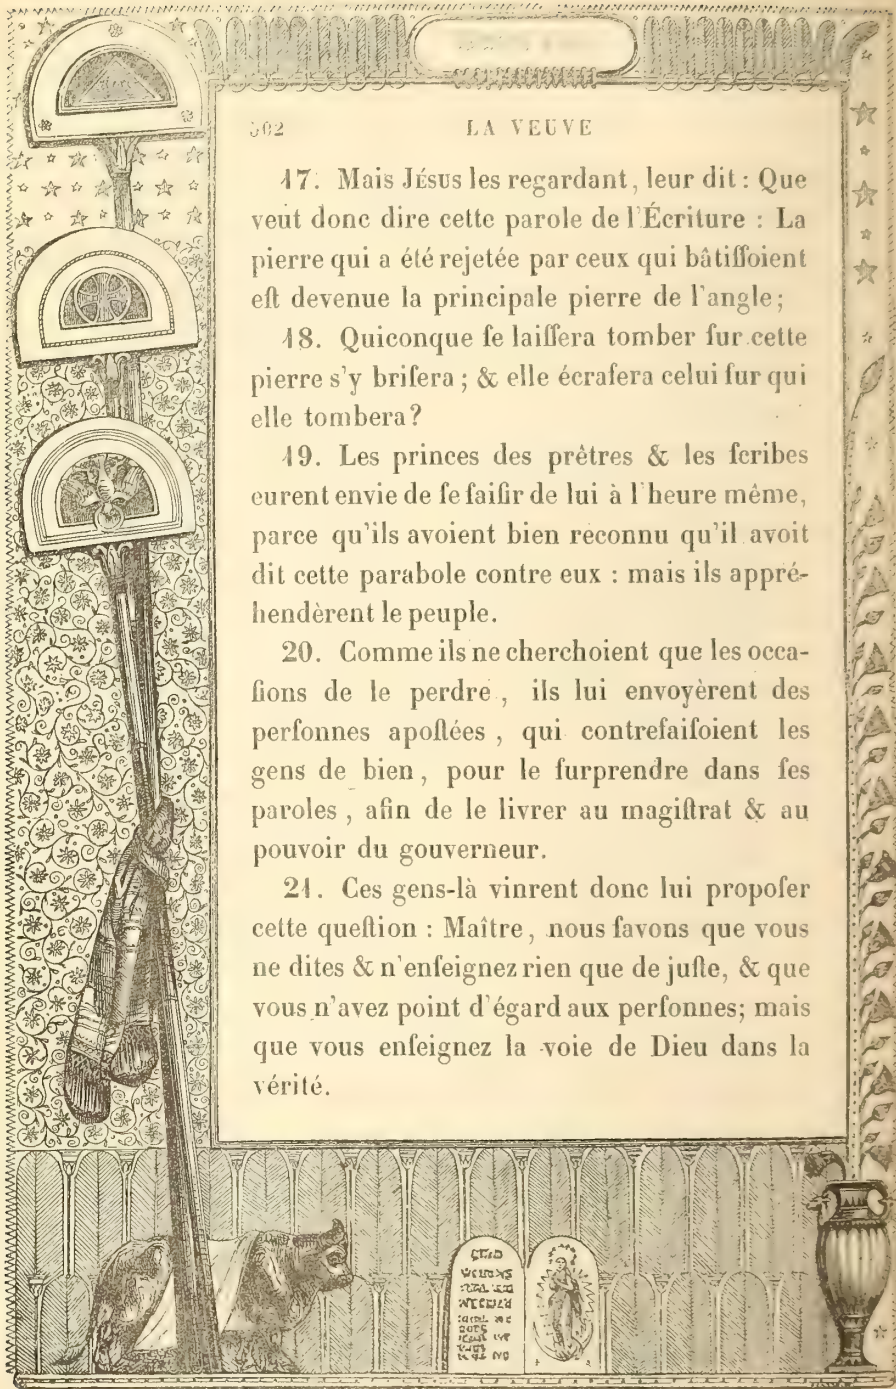 LA VEUVE
17. Mais JÉSUS les regardant, leur dit : Que
veut donc dire cette parole de l'Écriture : La
pierre qui a été rejetée par ceux qui bâtiſſoient
eſt devenue la principale pierre de l'angle ;
18. Quiconque ſe laiſſera tomber ſur cette
pierre s'y briſera ; & elle écraſera celui ſur qui
elle tombera ?
19. Les princes des prêtres & les ſcribes
eurent envie de ſe ſaiſir de lui à l'heure même,
parce qu'ils avoient bien reconnu qu'il avoit
dit cette parabole contre eux : mais ils appré-
hendèrent le peuple.
20. Comme ils ne cherchoient que les occa-
ſions de le perdre , ils lui envoyèrent des
perſonnes apoſtées , qui contrefaiſoient les
gens de bien , pour le ſurprendre dans ſes
paroles , afin de le livrer au magiſtrat & au
pouvoir du gouverneur.
21. Ces gens-là vinrent donc lui propoſer
cette queſtion : Maître , nous ſavons que vous
ne dites & n'enſeignez rien que de juſte, & que
vous n'avez point d'égard aux perſonnes; mais
que vous enſeignez la voie de Dieu dans la
vérité.